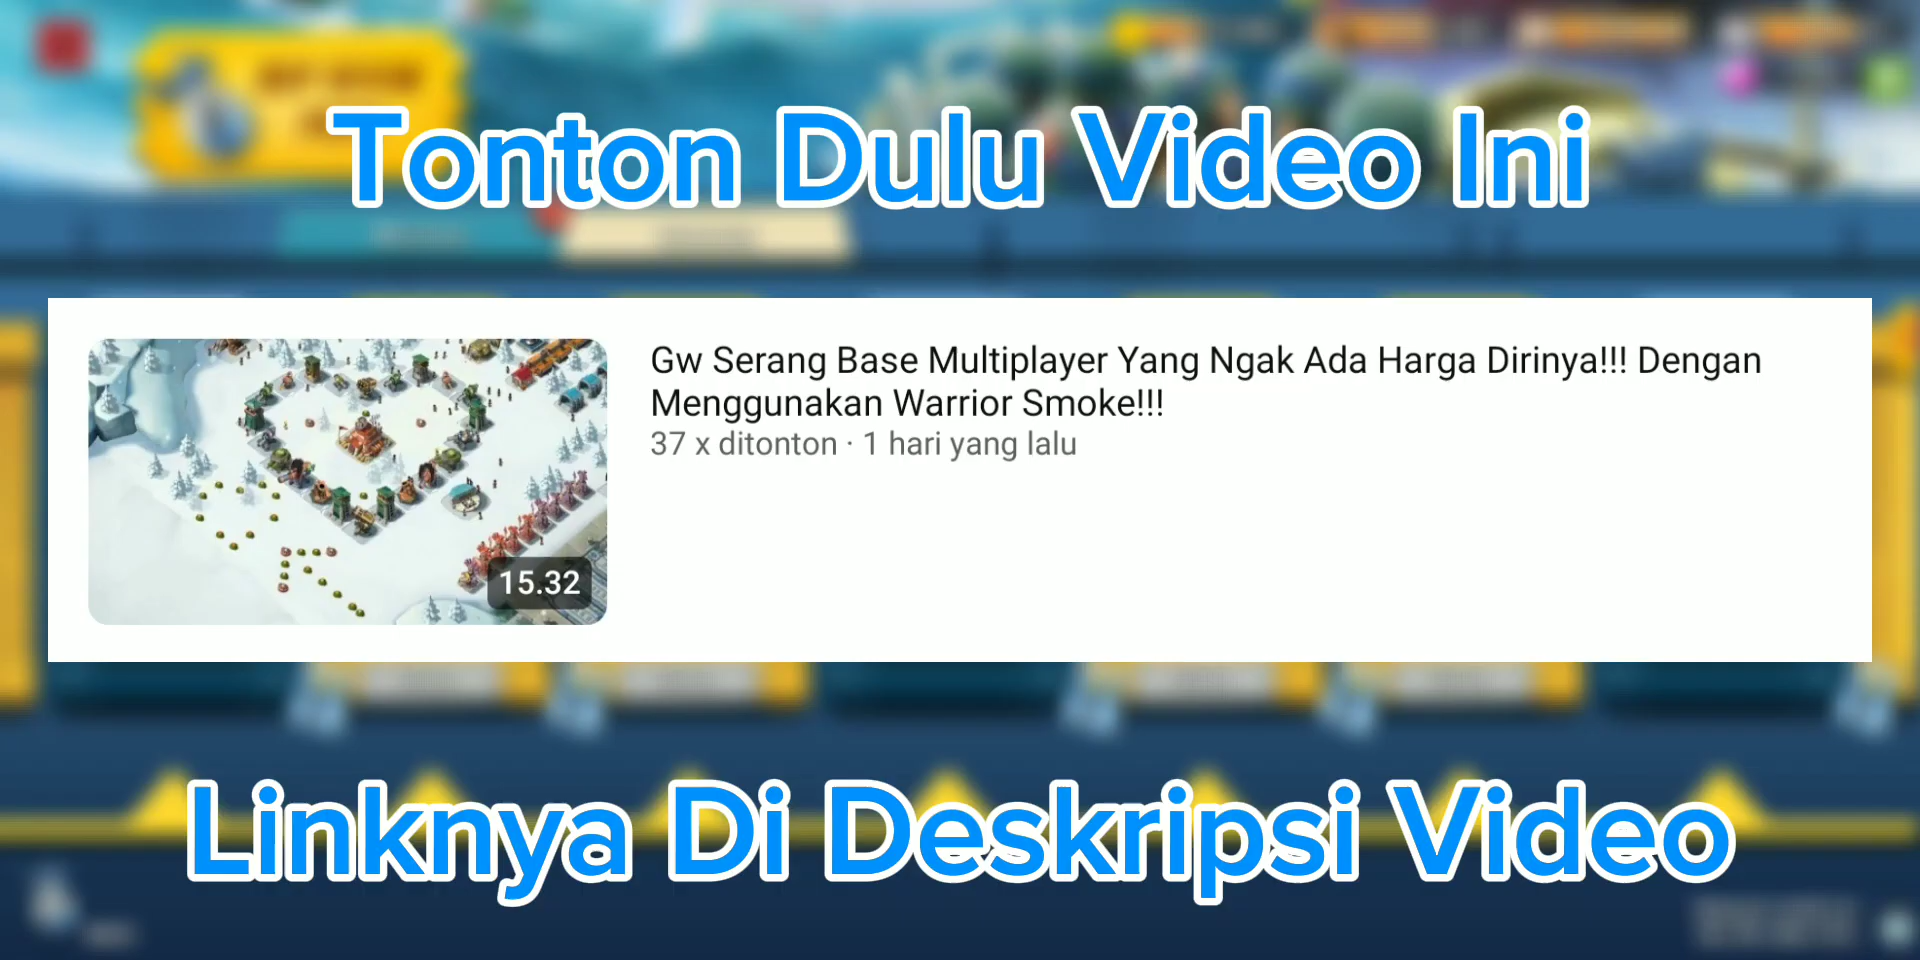 Tonton Dulu Video Ini
Gw Serang Base Multiplayer Yang Ngak Ada Harga Dirinya!!! Dengan
Menggunakan Warrior Smoke!!!
37 x ditonton · 1 hari yang lalu
15.32
Linknya Di Deskripsi Video